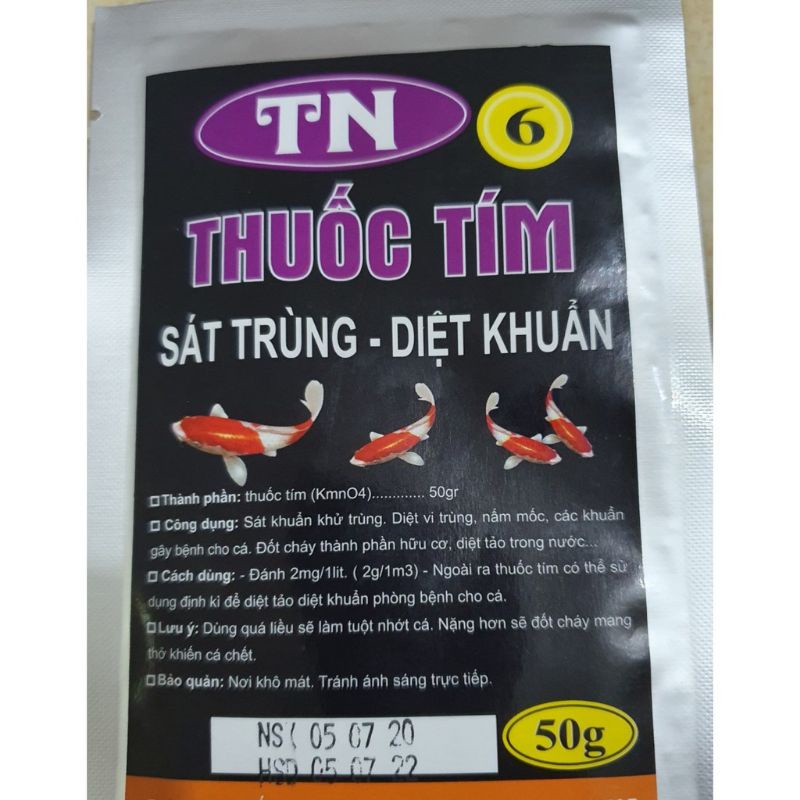 TN
6
THUỐC TÍM
SÁT TRÙNG - DIỆT KHUẨN
Thành phần: thuốc tím (KmnO4)............. 50gr
Công dụng: Sát khuẩn khử trùng. Diệt vi trùng, nấm mốc, các khuẩn
gây bệnh cho cá. Đốt cháy thành phần hữu cơ, diệt tảo trong nước...
Cách dùng: - Đánh 2mg/1lit. ( 2g/1m3) - Ngoài ra thuốc tím có thể sử
dụng định kì để diệt tảo diệt khuẩn phòng bệnh cho cá.
Lưu ý: Dùng quá liều sẽ làm tuột nhớt cá. Nặng hơn sẽ đốt cháy mang
thở khiến cá chết.
Bảo quản: Nơi khô mát. Tránh ánh sáng trực tiếp.
NSX 05 07 20
HSD 05 07 22
50g